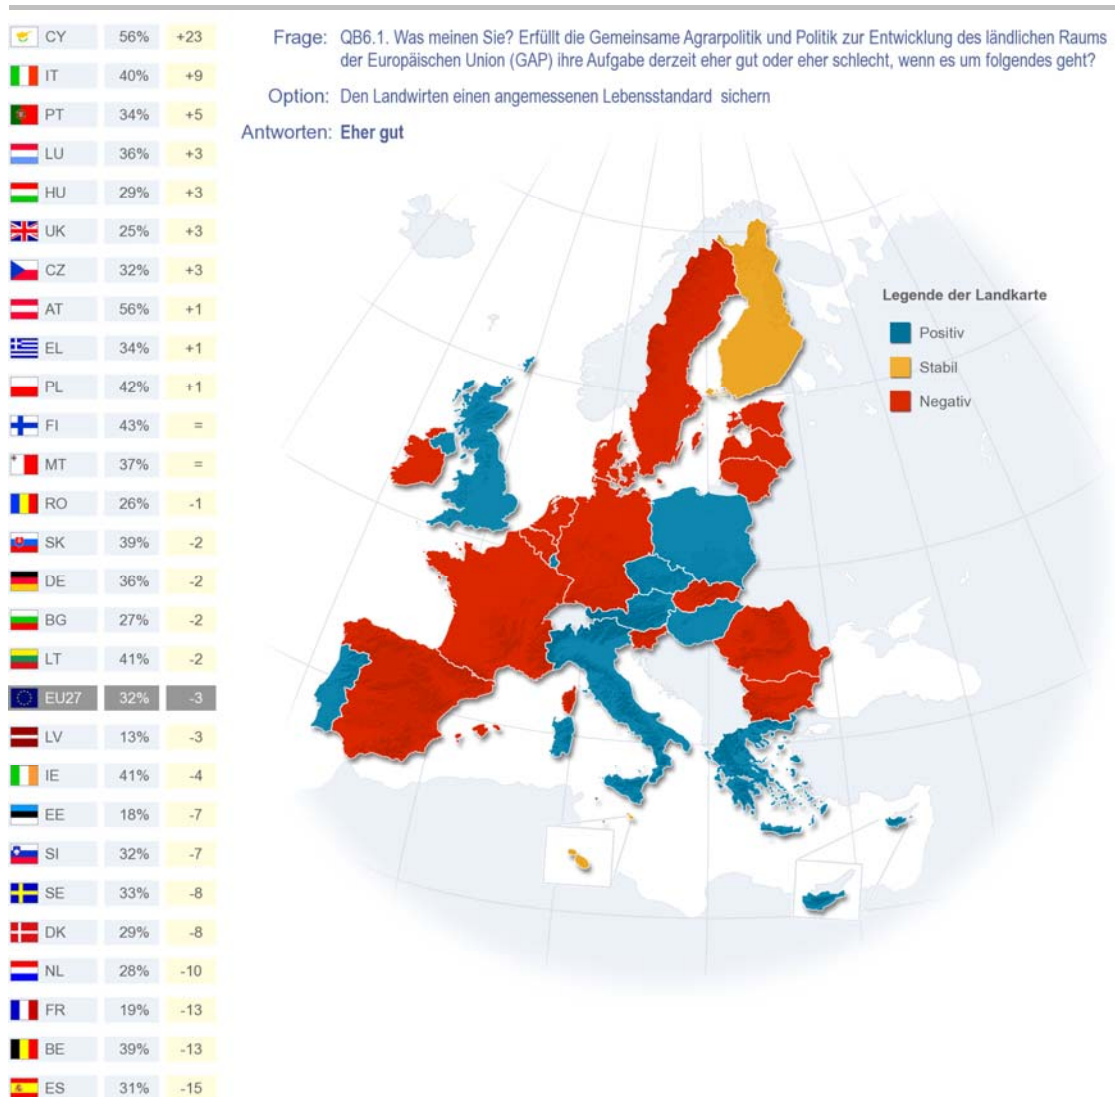 CY 56% +23
IT 40% +9
PT 34% +5
LU 36% +3
HU 29% +3
UK 25% +3
CZ 32% +3
AT 56% +1
EL 34% +1
PL 42% +1
FI 43% =
MT 37% =
RO 26% -1
SK 39% -2
DE 36% -2
BG 27% -2
LT 41% -2
EU27 32% -3
LV 13% -3
IE 41% -4
EE 18% -7
SI 32% -7
SE 33% -8
DK 29% -8
NL 28% -10
FR 19% -13
BE 39% -13
ES 31% -15
Frage: QB6.1. Was meinen Sie? Erfüllt die Gemeinsame Agrarpolitik und Politik zur Entwicklung des ländlichen Raums
der Europäischen Union (GAP) ihre Aufgabe derzeit eher gut oder eher schlecht, wenn es um folgendes geht?
Option: Den Landwirten einen angemessenen Lebensstandard sichern
Antworten: Eher gut
Legende der Landkarte
Positiv
Stabil
Negativ